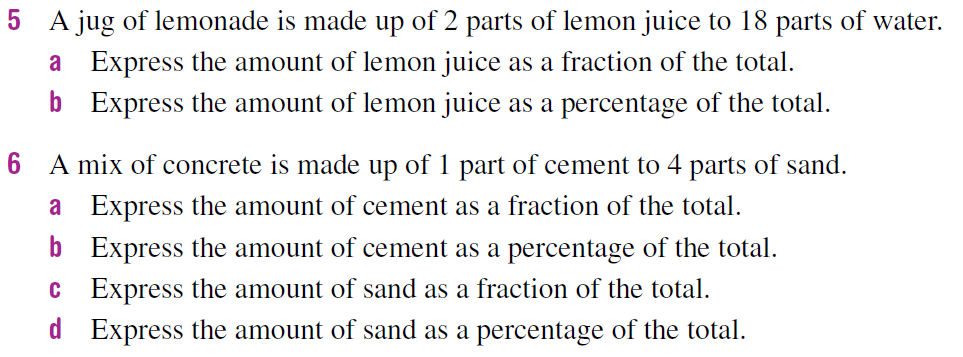 5 A jug of lemonade is made up of 2 parts of lemon juice to 18 parts of water.
a Express the amount of lemon juice as a fraction of the total.
b Express the amount of lemon juice as a percentage of the total.
6 A mix of concrete is made up of 1 part of cement to 4 parts of sand.
a Express the amount of cement as a fraction of the total.
b Express the amount of cement as a percentage of the total.
c Express the amount of sand as a fraction of the total.
d Express the amount of sand as a percentage of the total.